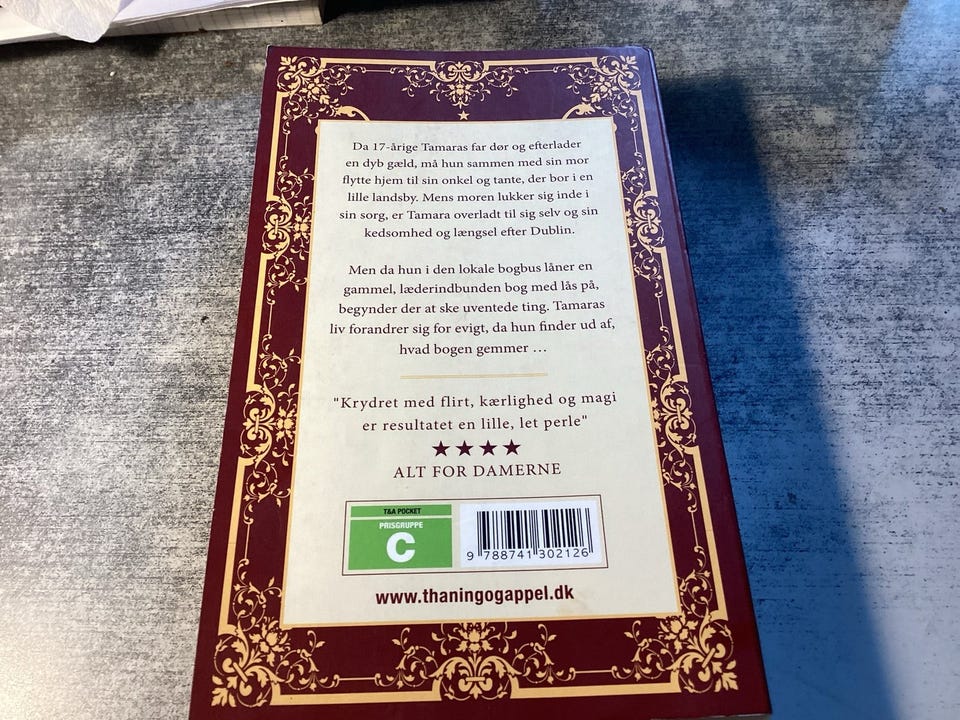 Da 17-årige Tamaras far dør og efterlader
en dyb gæld, må hun sammen med sin mor
flytte hjem til sin onkel og tante, der bor i en
lille landsby. Mens moren lukker sig inde i
sin sorg, er Tamara overladt til sig selv og sin
kedsomhed og længsel efter Dublin.
Men da hun i den lokale bogbus låner en
gammel, læderindbunden bog med lås på,
begynder der at ske uventede ting. Tamaras
liv forandrer sig for evigt, da hun finder ud af,
hvad bogen gemmer …
"Krydret med flirt, kærlighed og magi
er resultatet en lille, let perle"
★★★★
ALT FOR DAMERNE
T&A POCKET
PRISGRUPPE
C
9 788741 302126
www.thaningogappel.dk